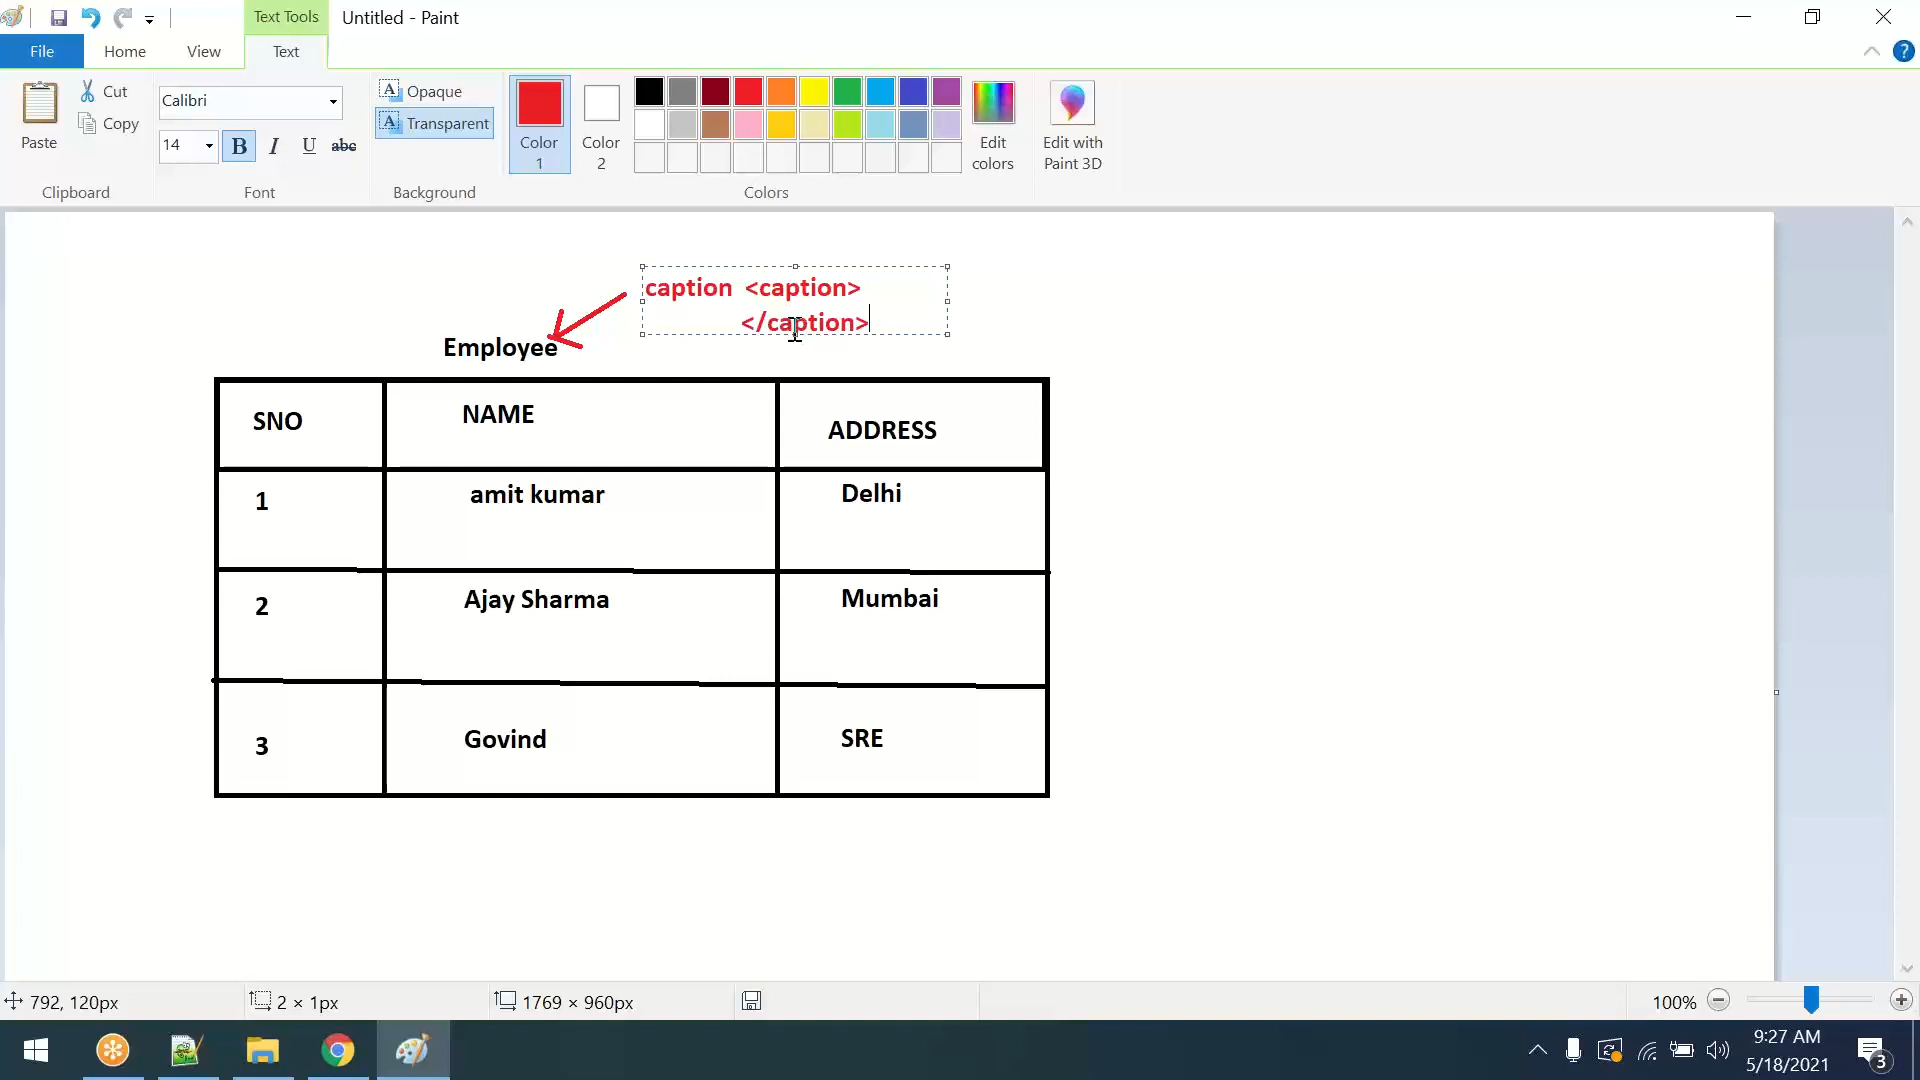 Text Tools
Untitled - Paint
File
Home
View
Text
?
Paste
Cut
Copy
Calibri
14
B
I
U
abc
A Opaque
A Transparent
Color 1
Color 2
Edit colors
Edit with Paint 3D
Clipboard
Font
Background
Colors
caption <caption>
</caption>
Employee
SNO NAME ADDRESS
1 amit kumar Delhi
2 Ajay Sharma Mumbai
3 Govind SRE
792, 120px
2 × 1px
1769 × 960px
100%
9:27 AM
5/18/2021
3